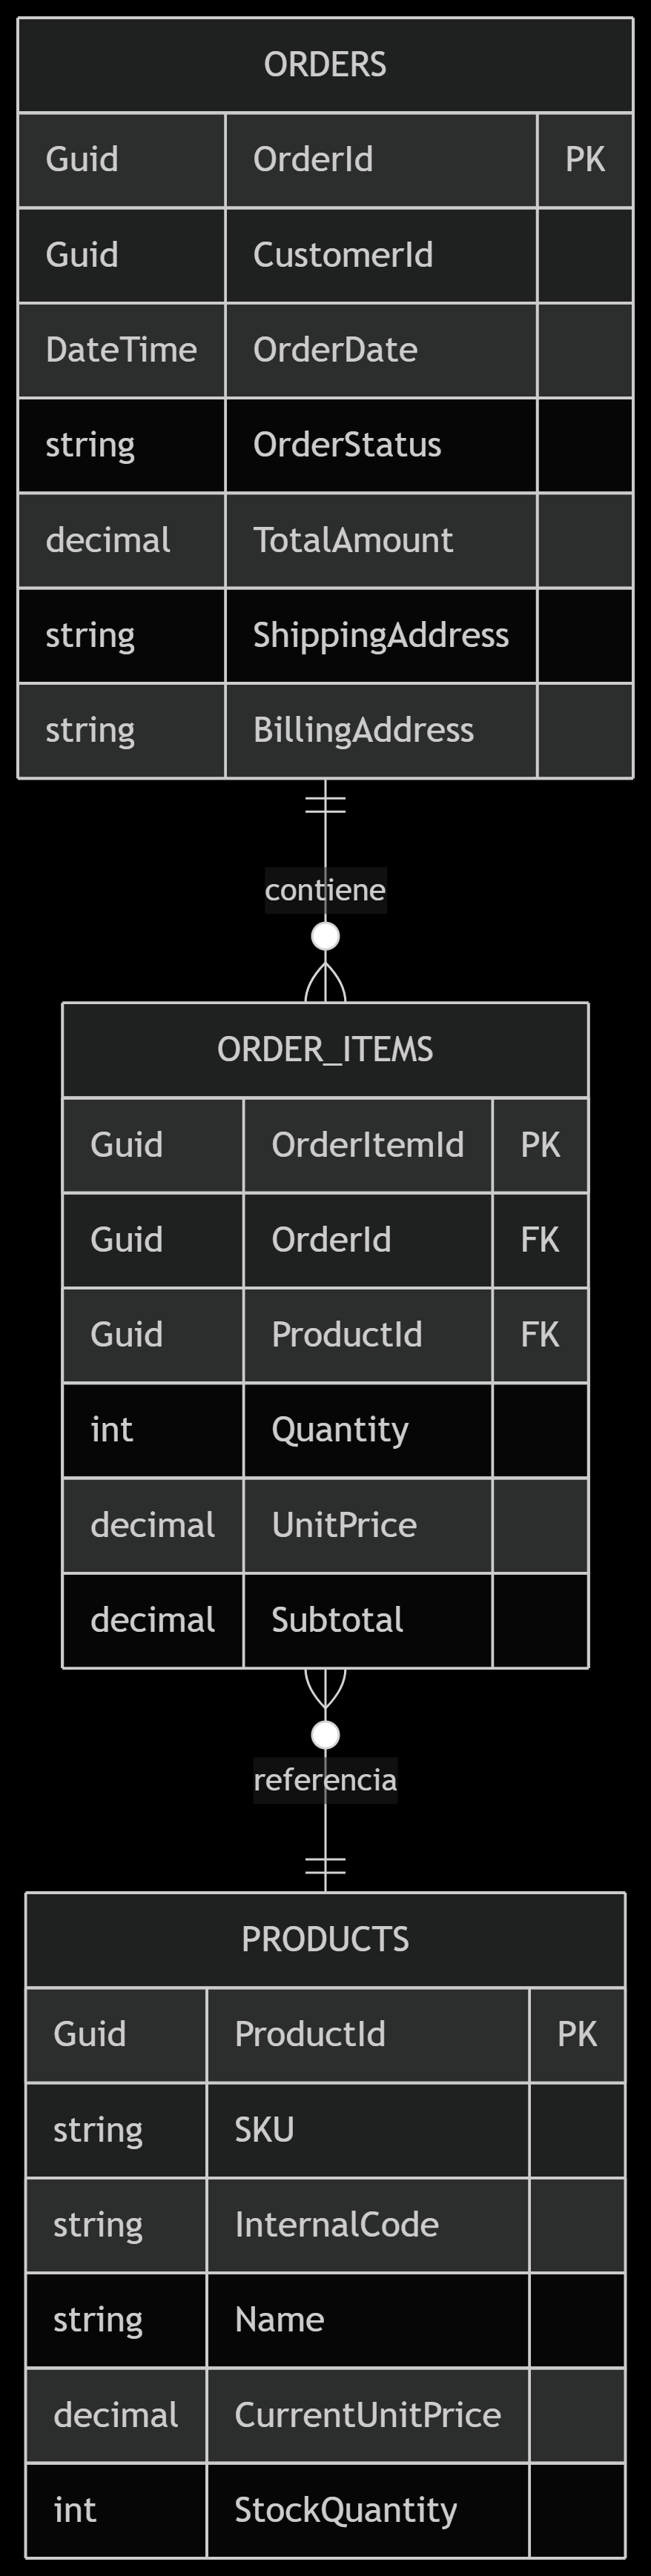 ORDERS
Guid OrderId PK
Guid CustomerId
DateTime OrderDate
string OrderStatus
decimal TotalAmount
string ShippingAddress
string BillingAddress
contiene
ORDER_ITEMS
Guid OrderItemId PK
Guid OrderId FK
Guid ProductId FK
int Quantity
decimal UnitPrice
decimal Subtotal
referencia
PRODUCTS
Guid ProductId PK
string SKU
string InternalCode
string Name
decimal CurrentUnitPrice
int StockQuantity